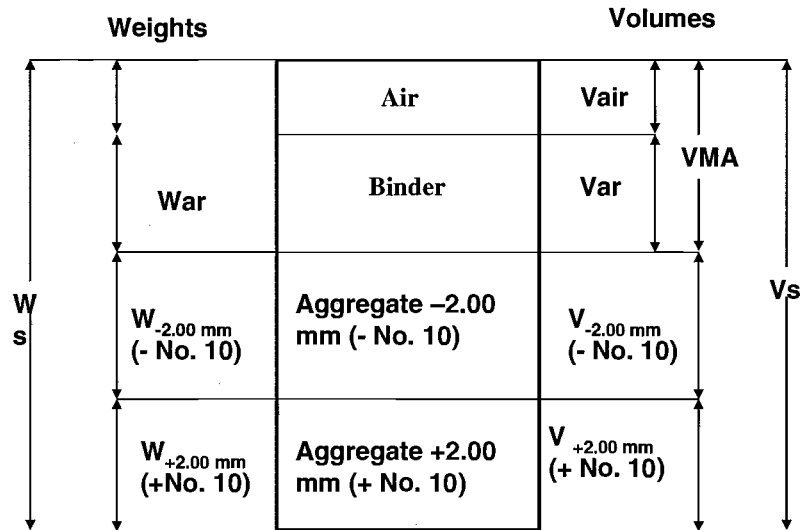 Weights
Volumes
Air
Vair
VMA
War
Binder
Var
W
s
Vs
W-2.00 mm
(- No. 10)
Aggregate –2.00
mm (- No. 10)
V-2.00 mm
(- No. 10)
W+2.00 mm
(+No. 10)
Aggregate +2.00
mm (+ No. 10)
V +2.00 mm
(+ No. 10)